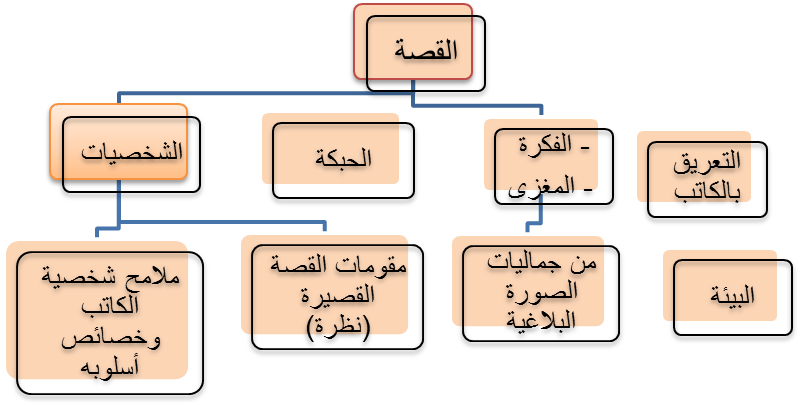 القصة
التعريق
بالكاتب
- الفكرة
- المغزى
الحبكة
الشخصيات
البيئة
من جماليات
الصورة
البلاغية
مقومات القصة
القصيرة
(نظرة)
ملامح شخصية
الكاتب
وخصائص
أسلوبه